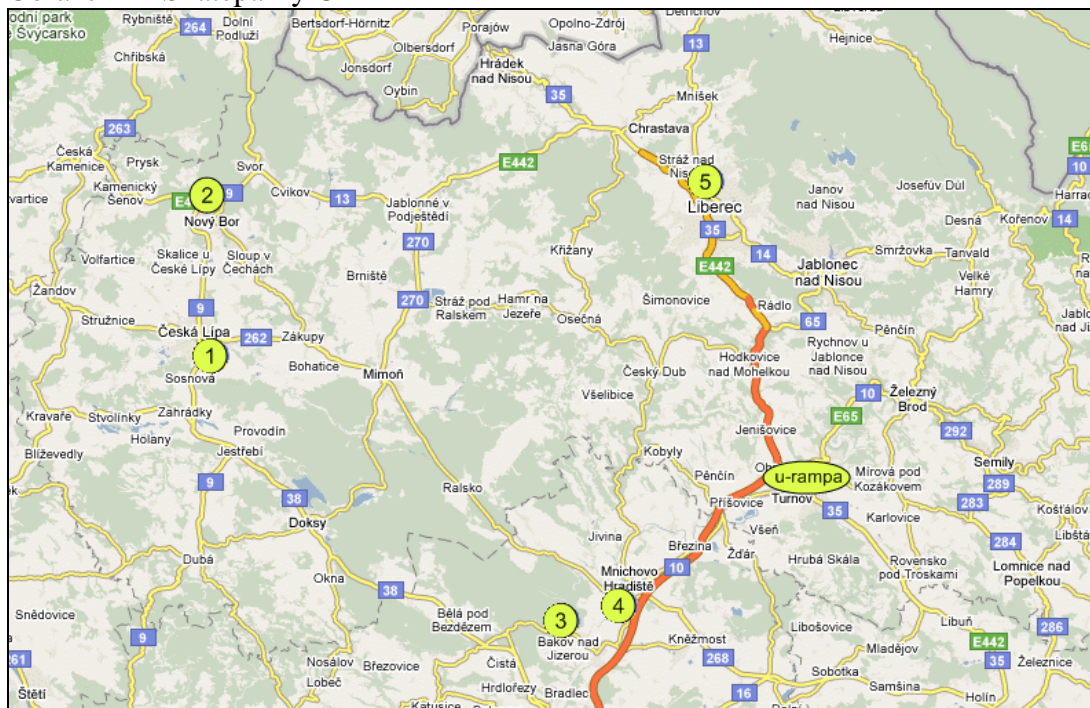 Rybniště
Dolní
Podluží
264
Bertsdorf-Hörnitz
Porajów
Opolno-Zdrój
Jasna Góra
Hejnice
odní park
e Švýcarsko
Chřibská
Olbersdorf
Jonsdorf
Oybin
Hrádek
nad Nisou
13
35
Mníšek
Chrastava
263
Česká
Kamenice
Prysk
Kamenický
Šenov
Svor
E442
Stráž nad
5
Liberec
Janov
nad Nisou
Josefův Důl
10
Harrac
2
9
Cvikov
13
Jablonné v
Podještědí
Nový Bor
Desná
Kořenov
14
35
14
Smržovka
Tanvald
Volfartice
Skalice u
České Lípy
Sloup v
Čechách
270
Křižany
E442
Jablonec
nad Nisou
Velké
Hamry
Žandov
Brniště
270
Stráž pod
Ralskem
Hamr na
Jezeře
Osečná
Šimonovice
Rádlo
65
Pěnčín
Stružnice
9
Česká Lípa
262
Zákupy
1
Bohatice
Mimoň
Sosnová
Český Dub
Hodkovice
nad Mohelkou
Rychnov u
Jablonce
nad Nisou
Železný
Brod
10
Všelibice
Kravaře
Stvolínky
Zahrádky
Holany
Provodín
Jestřebí
E65
292
Blíževedly
Jenišovice
Kobyly
Semily
9
38
Pěnčín
u-rampa
Mírová pod
Kozákovem
289
283
Ralsko
Příšovice
Turnov
35
Karlovice
Košťálov
Doksy
Jivina
Březina
Všeň
Žďár
284
Dubá
Hrubá Skála
Rovensko
pod Troskami
Lomnice nad
Popelkou
Okna
38
Mnichovo
Hradiště
10
4
3
Snědovice
9
Bělá pod
Bezdězem
Bakov nad
Jizerou
Kněžmost
Libošovice
Libuň
286
Mladějov
E442
261
Nosálov
Březovice
Čistá
268
35
Železnice
Lobeč
Hrdlořezy
Bradlec
Sobotka
Samšina
Štětí
Katusice
16
Holín